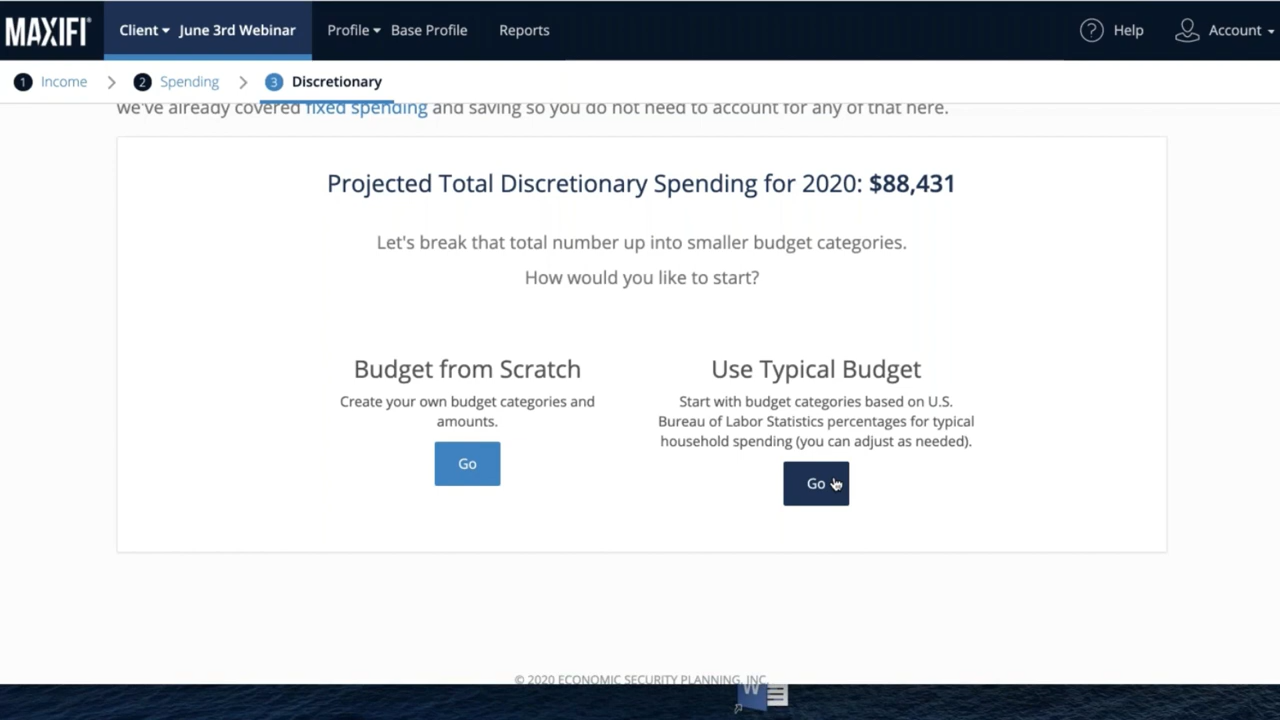 MAXIFI®
Client June 3rd Webinar
Profile Base Profile
Reports
Help
Account
1 Income
2 Spending
3 Discretionary
we've already covered fixed spending and saving so you do not need to account for any of that here.
Projected Total Discretionary Spending for 2020: $88,431
Let's break that total number up into smaller budget categories.
How would you like to start?
Budget from Scratch
Create your own budget categories and
amounts.
Go
Use Typical Budget
Start with budget categories based on U.S.
Bureau of Labor Statistics percentages for typical
household spending (you can adjust as needed).
Go
© 2020 ECONOMIC SECURITY PLANNING, INC.
W